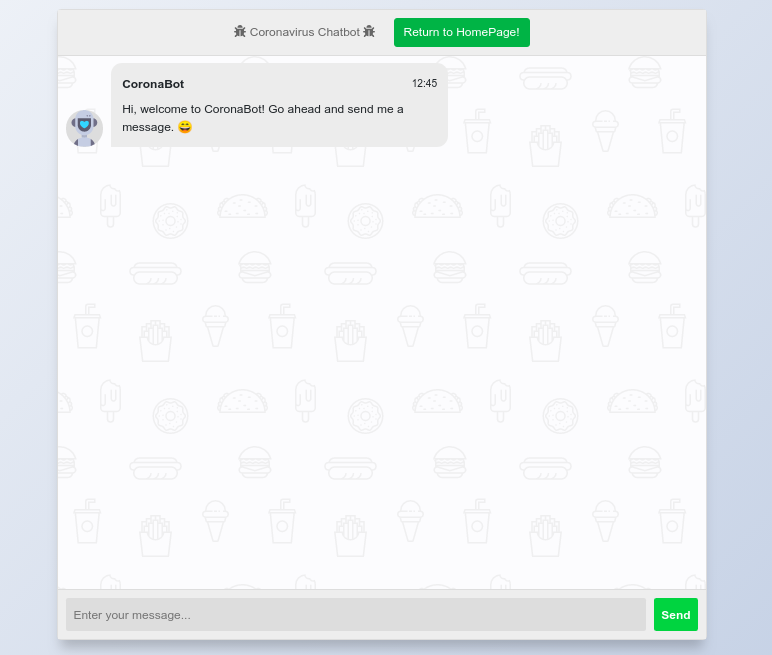 Coronavirus Chatbot
Return to HomePage!
CoronaBot
12:45
Hi, welcome to CoronaBot! Go ahead and send me a
message. 😄
Enter your message...
Send